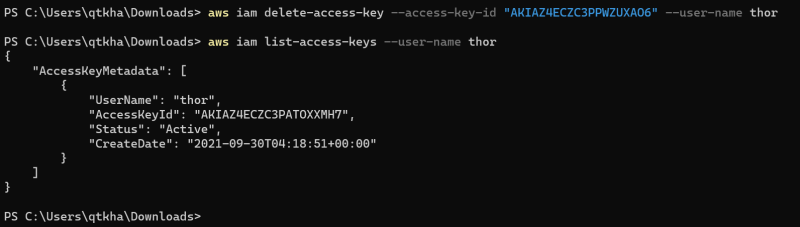 PS C:\Users\qtkha\Downloads> aws iam delete-access-key --access-key-id "AKIAZ4ECZC3PPWZUXAO6" --user-name thor
PS C:\Users\qtkha\Downloads> aws iam list-access-keys --user-name thor
{
    "AccessKeyMetadata": [
        {
            "UserName": "thor",
            "AccessKeyId": "AKIAZ4ECZC3PATOXXMH7",
            "Status": "Active",
            "CreateDate": "2021-09-30T04:18:51+00:00"
        }
    ]
}
PS C:\Users\qtkha\Downloads>